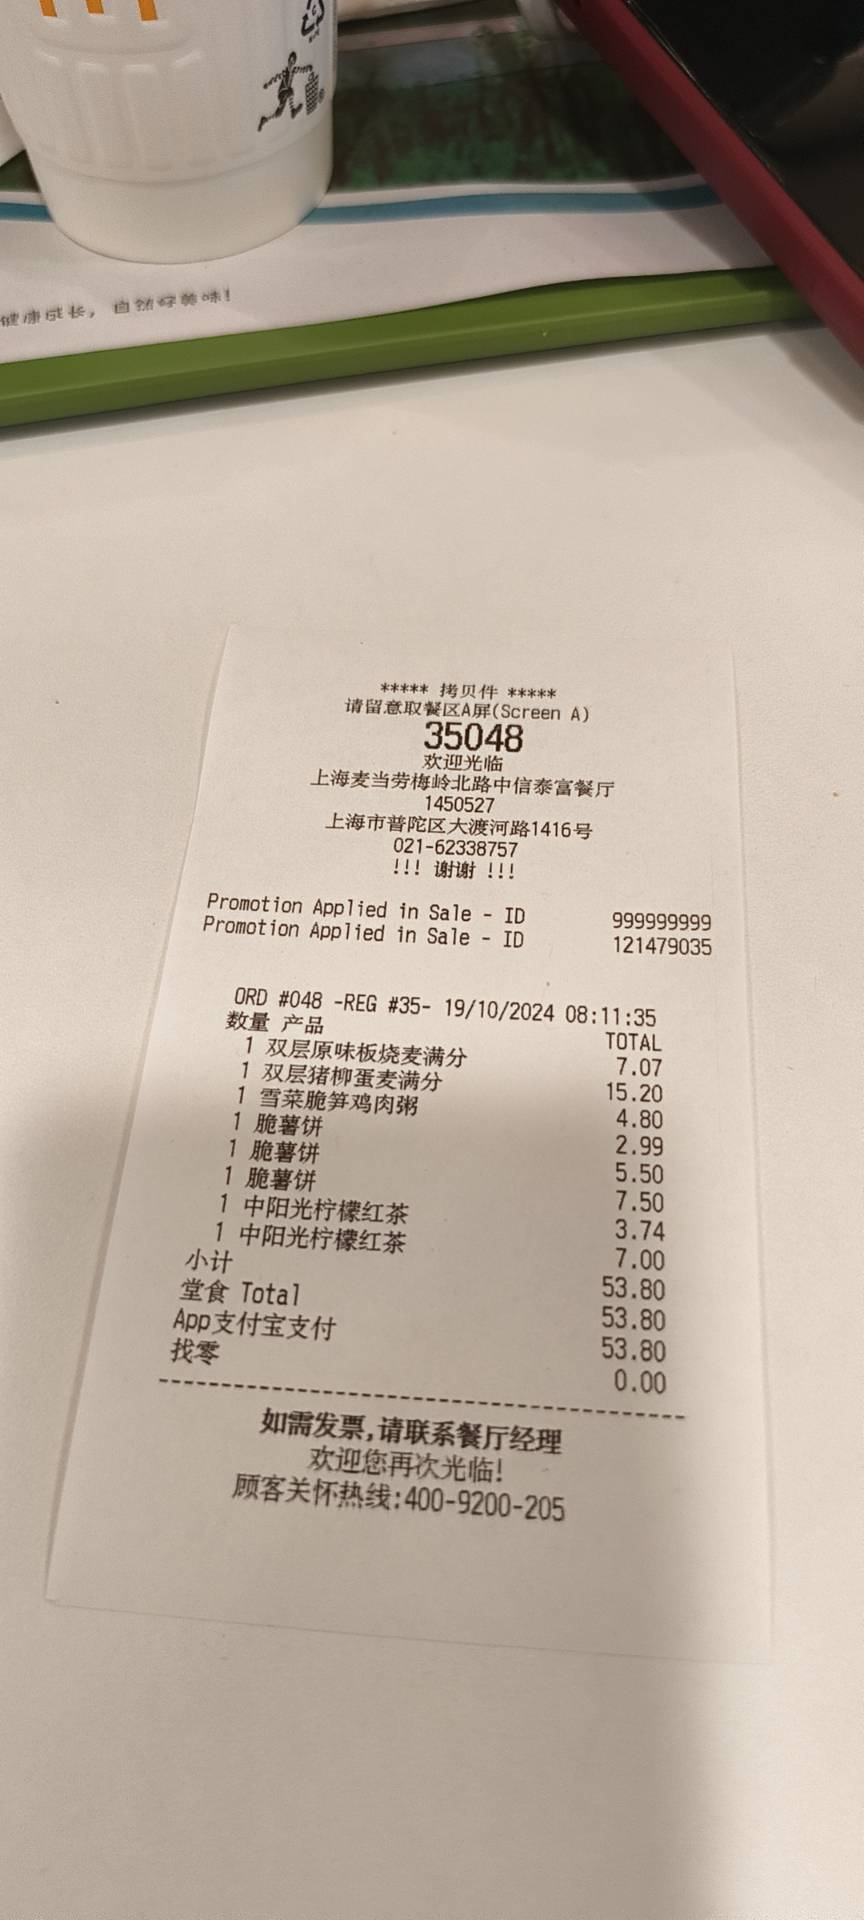 健康成长，自然好美味！
***** 拷贝件 *****
请留意取餐区A屏(Screen A)
35048
欢迎光临
上海麦当劳梅岭北路中信泰富餐厅
1450527
上海市普陀区大渡河路1416号
021-62338757
!!! 谢谢 !!!
Promotion Applied in Sale - ID 999999999
Promotion Applied in Sale - ID 121479035
ORD #048 -REG #35- 19/10/2024 08:11:35
数量 产品 TOTAL
1 双层原味板烧麦满分 7.07
1 双层猪柳蛋麦满分 15.20
1 雪菜脆笋鸡肉粥 4.80
1 脆薯饼 2.99
1 脆薯饼 5.50
1 脆薯饼 7.50
1 中阳光柠檬红茶 3.74
1 中阳光柠檬红茶 7.00
小计 53.80
堂食 Total 53.80
App支付宝支付 53.80
找零 0.00
如需发票,请联系餐厅经理
欢迎您再次光临!
顾客关怀热线:400-9200-205